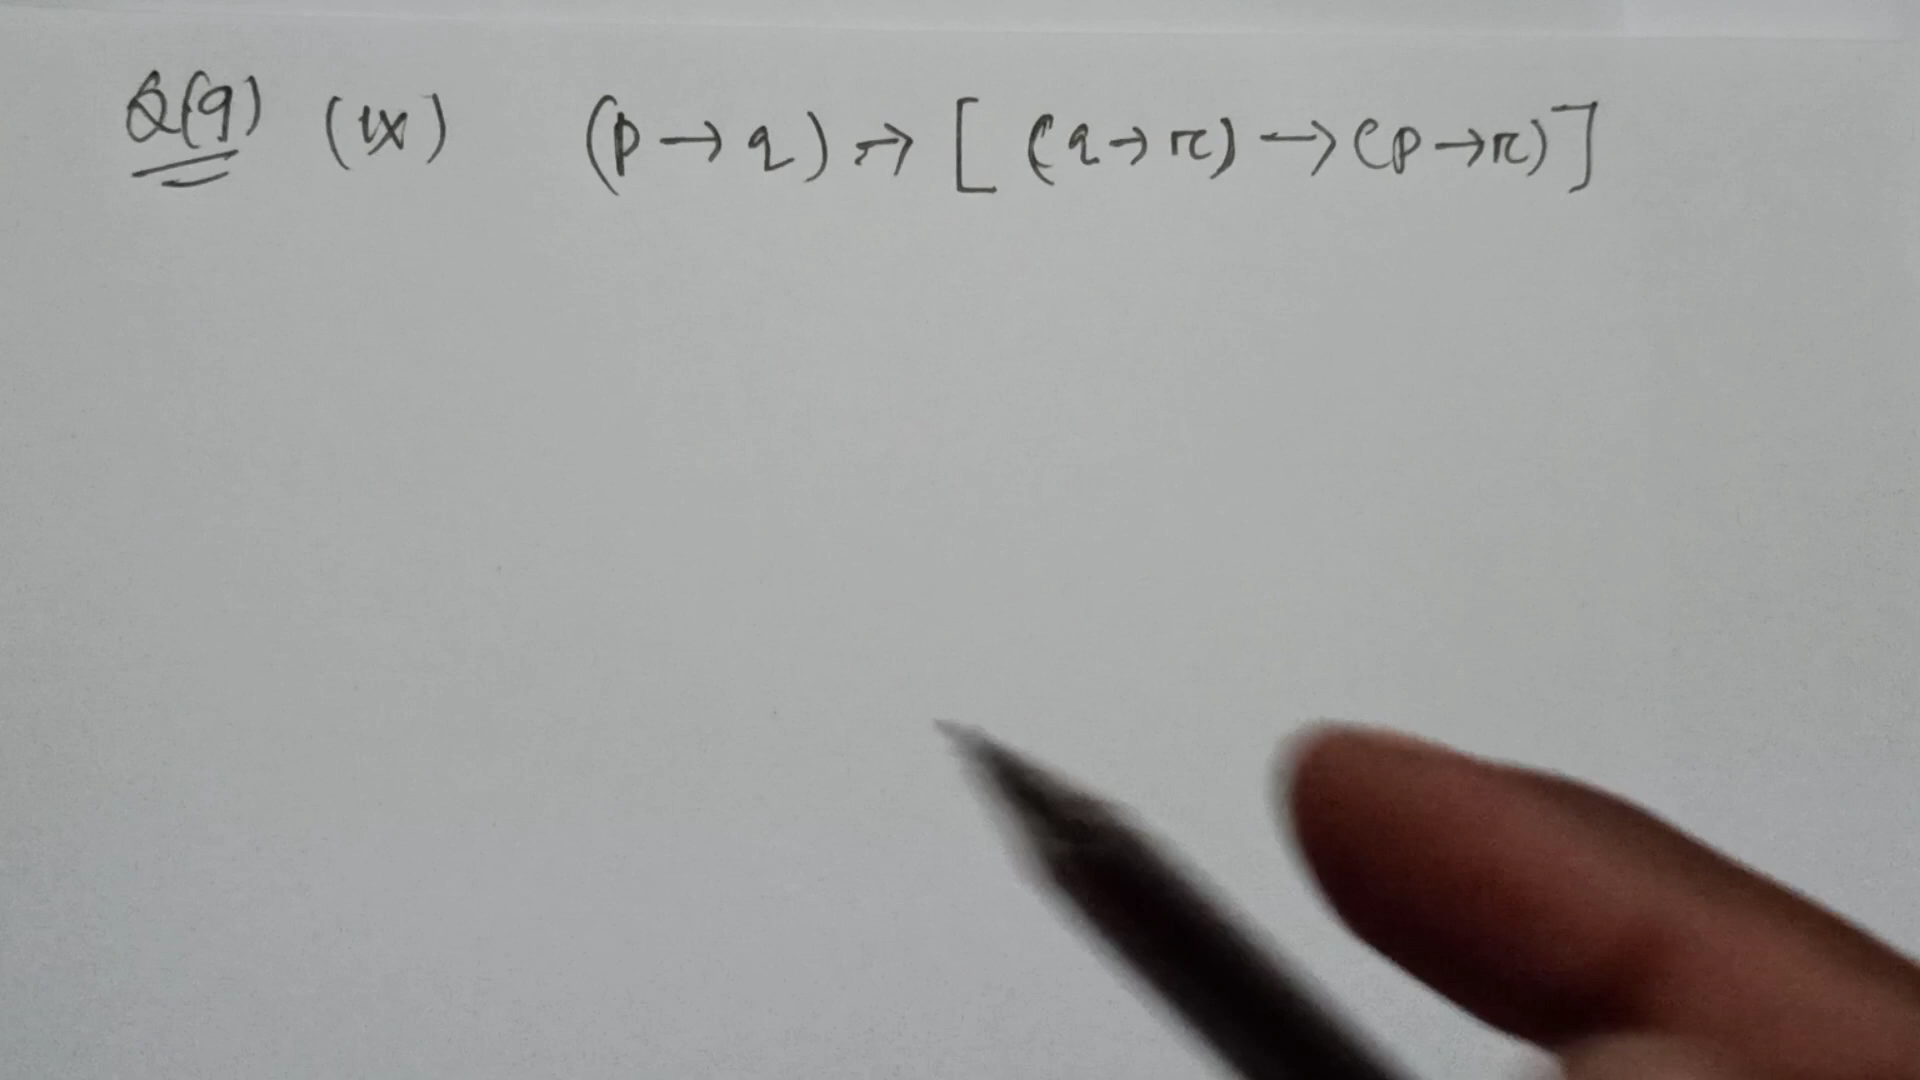 Q(9) (ix) (p → q) → [ (q → r) → (p → r) ]